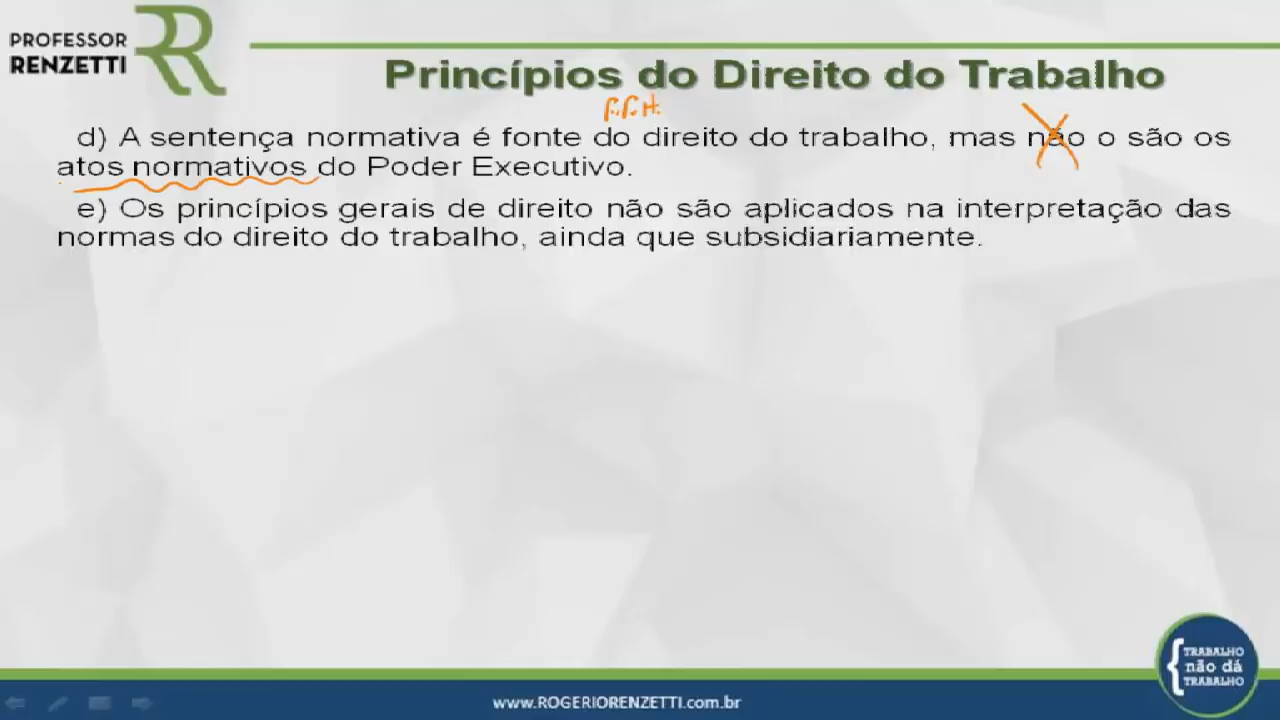 PROFESSOR
RENZETTI
Princípios do Direito do Trabalho
F.F.H.
d) A sentença normativa é fonte do direito do trabalho, mas não o são os
atos normativos do Poder Executivo.
e) Os princípios gerais de direito não são aplicados na interpretação das
normas do direito do trabalho, ainda que subsidiariamente.
TRABALHO
não dá
TRABALHO
www.ROGERIORENZETTI.com.br